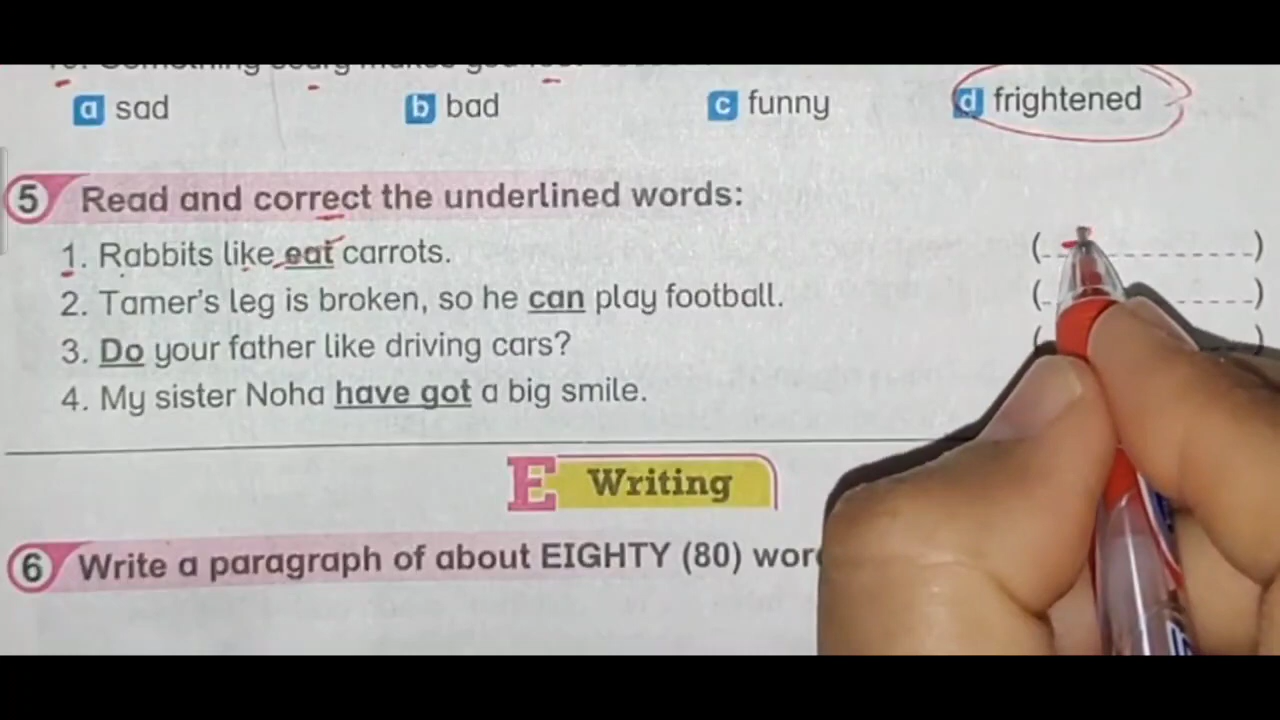 a sad b bad c funny d frightened
5 Read and correct the underlined words:
1. Rabbits like eat carrots. (
2. Tamer's leg is broken, so he can play football. (
3. Do your father like driving cars? (
4. My sister Noha have got a big smile.
E Writing
6 Write a paragraph of about EIGHTY (80)